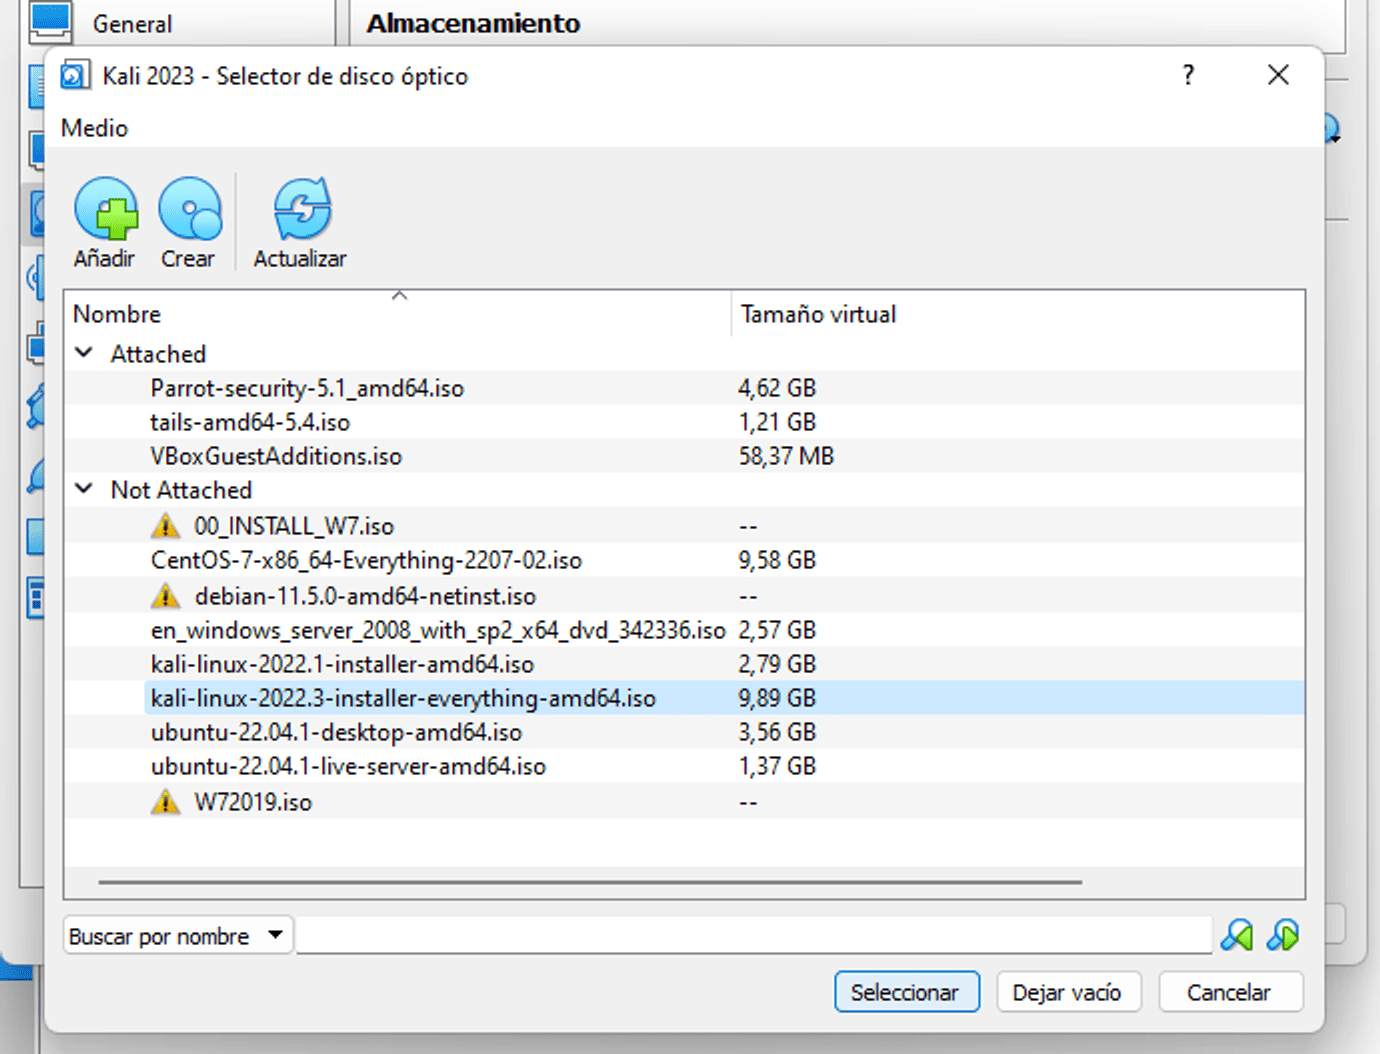 General
Almacenamiento
Kali 2023 - Selector de disco óptico
?
Medio
Añadir Crear Actualizar
Nombre Tamaño virtual
Attached
Parrot-security-5.1_amd64.iso 4,62 GB
tails-amd64-5.4.iso 1,21 GB
VBoxGuestAdditions.iso 58,37 MB
Not Attached
00_INSTALL_W7.iso --
CentOS-7-x86_64-Everything-2207-02.iso 9,58 GB
debian-11.5.0-amd64-netinst.iso --
en_windows_server_2008_with_sp2_x64_dvd_342336.iso 2,57 GB
kali-linux-2022.1-installer-amd64.iso 2,79 GB
kali-linux-2022.3-installer-everything-amd64.iso 9,89 GB
ubuntu-22.04.1-desktop-amd64.iso 3,56 GB
ubuntu-22.04.1-live-server-amd64.iso 1,37 GB
W72019.iso --
Buscar por nombre
Seleccionar Dejar vacío Cancelar